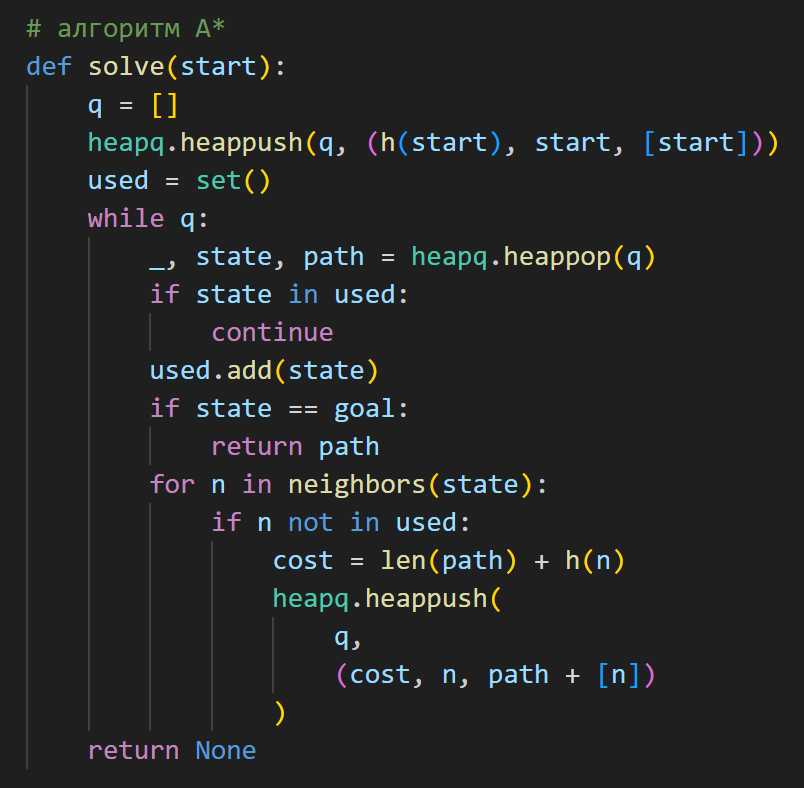 # алгоритм A*
def solve(start):
    q = []
    heapq.heappush(q, (h(start), start, [start]))
    used = set()
    while q:
        _, state, path = heapq.heappop(q)
        if state in used:
            continue
        used.add(state)
        if state == goal:
            return path
        for n in neighbors(state):
            if n not in used:
                cost = len(path) + h(n)
                heapq.heappush(
                    q,
                    (cost, n, path + [n])
                )
    return None